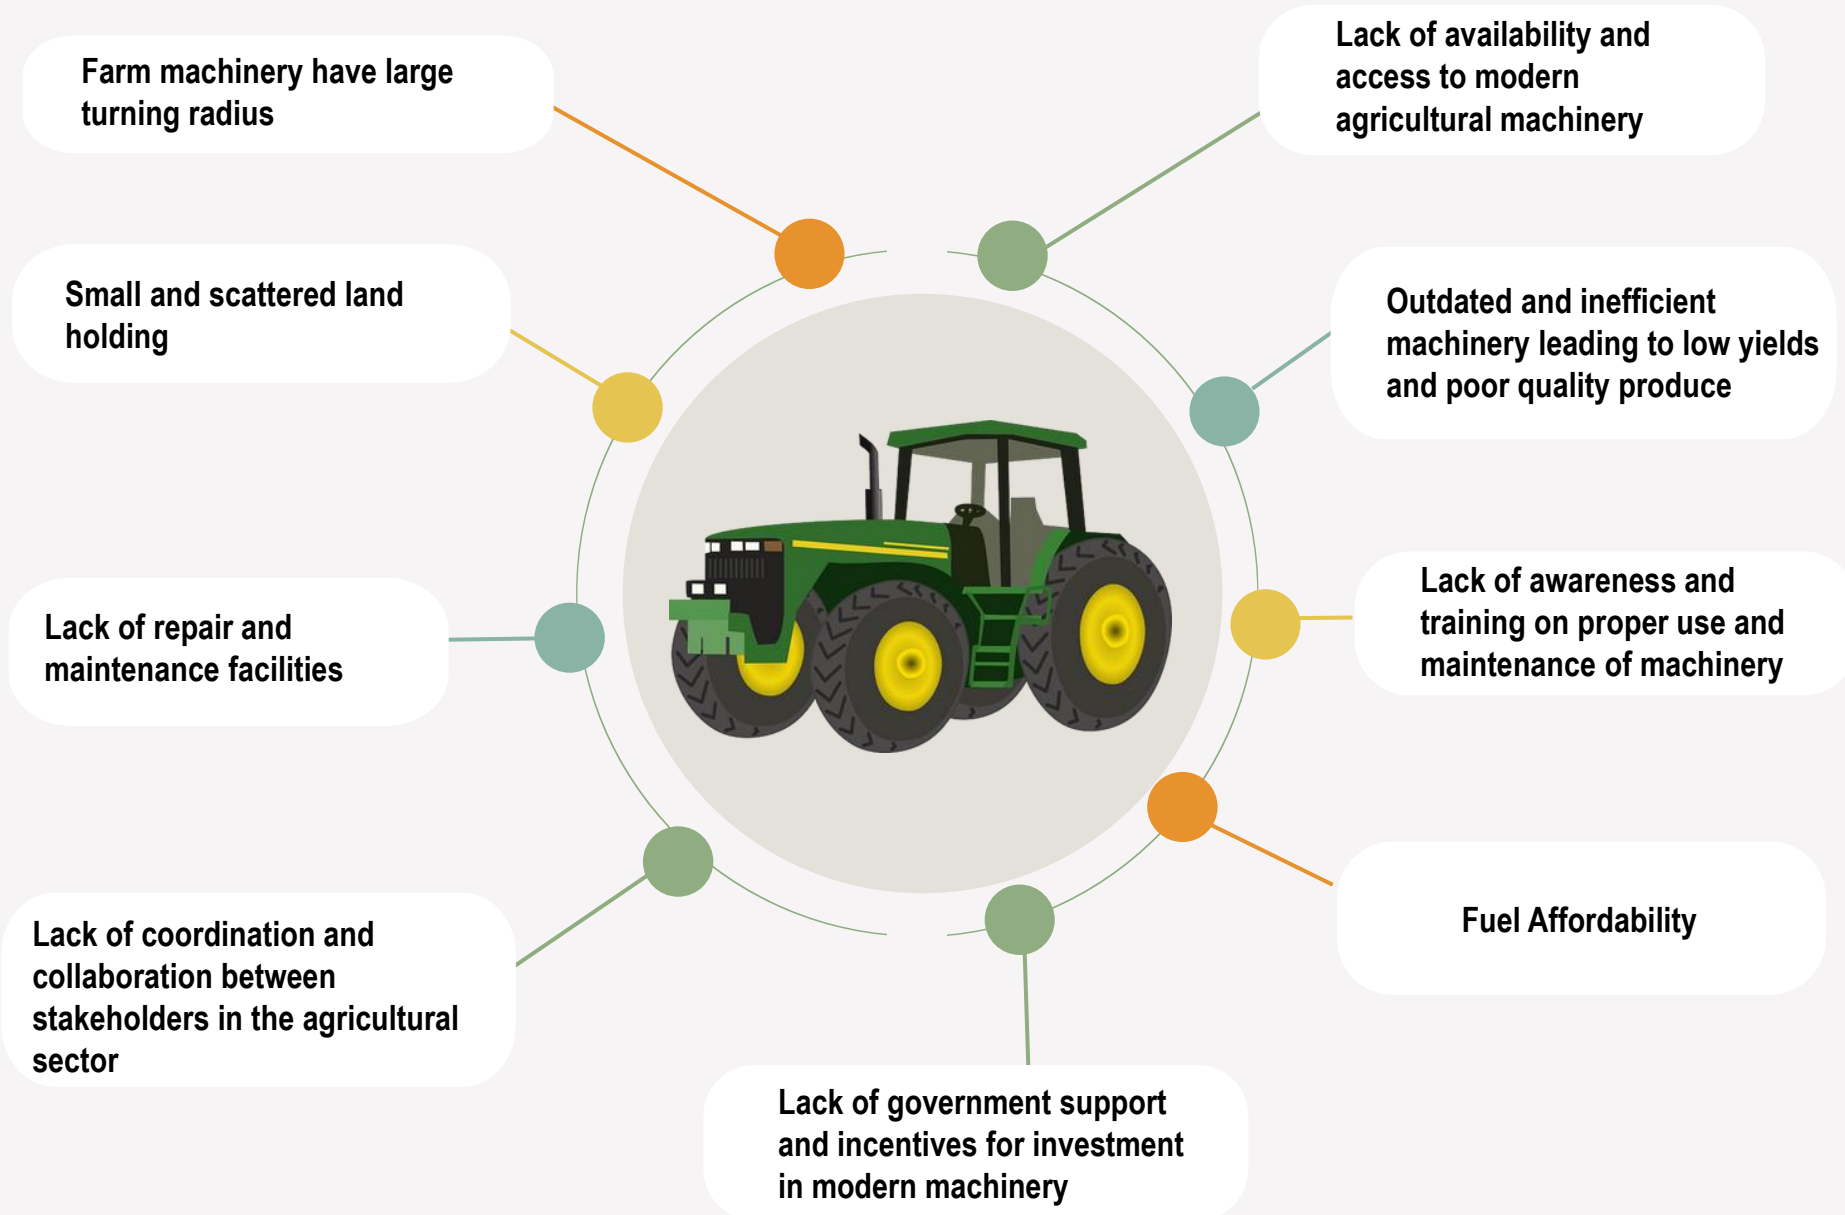 Farm machinery have large
turning radius
Small and scattered land
holding
Lack of repair and
maintenance facilities
Lack of coordination and
collaboration between
stakeholders in the agricultural
sector
Lack of availability and
access to modern
agricultural machinery
Outdated and inefficient
machinery leading to low yields
and poor quality produce
Lack of awareness and
training on proper use and
maintenance of machinery
Fuel Affordability
Lack of government support
and incentives for investment
in modern machinery